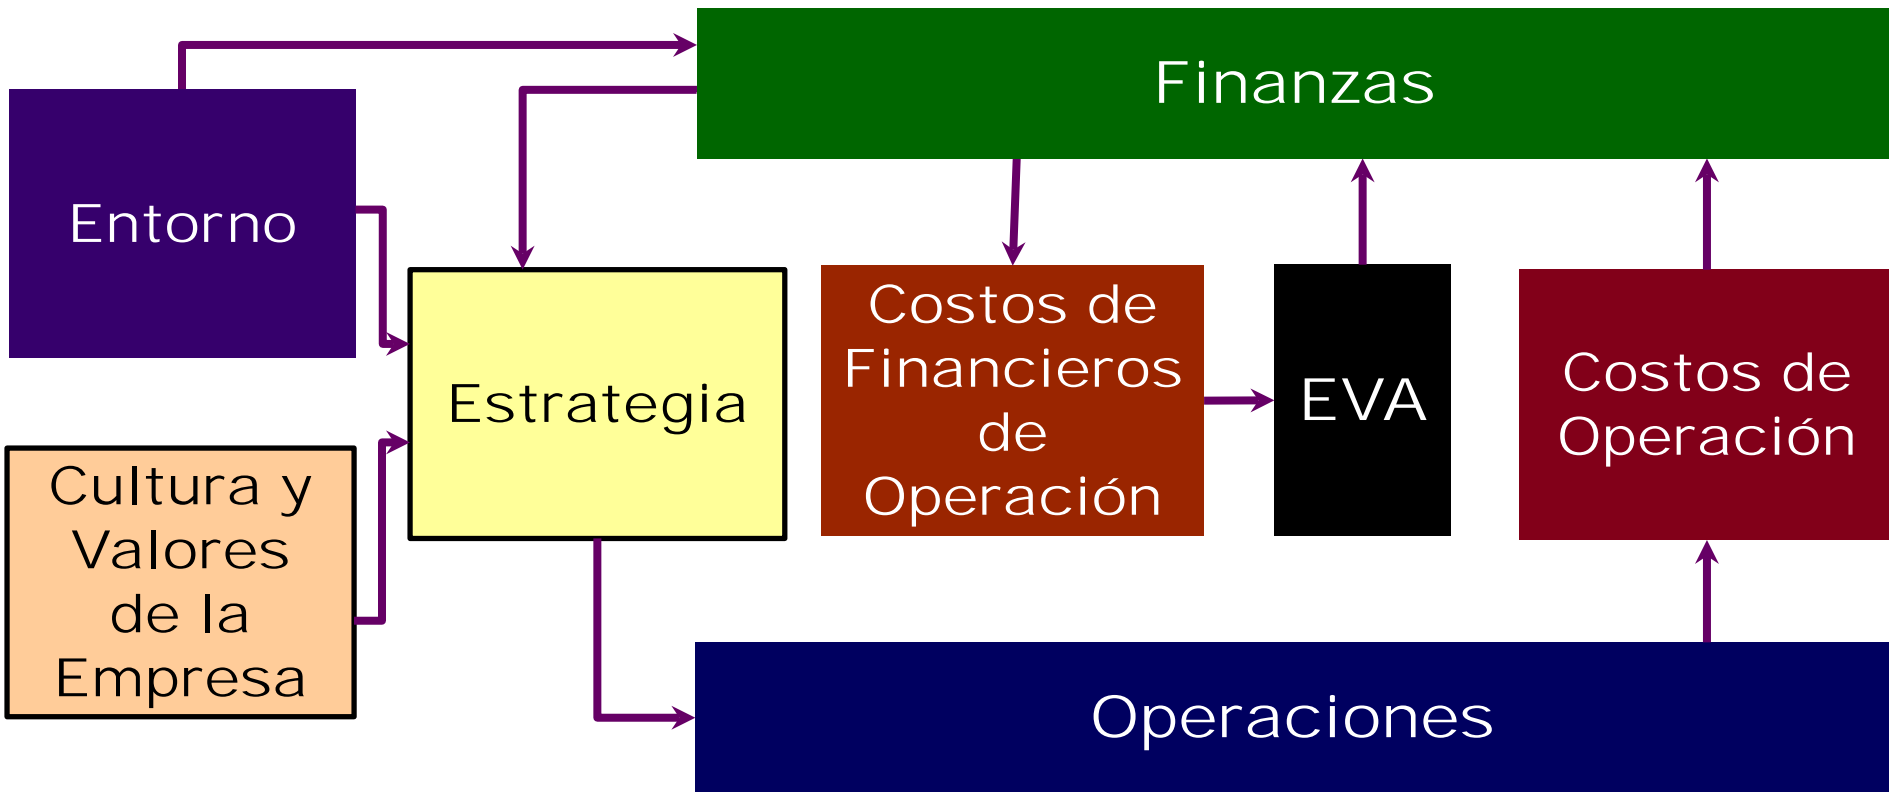 Finanzas
Entorno
Estrategia
Cultura y
Valores
de la
Empresa
Costos de
Financieros
de
Operación
EVA
Costos de
Operación
Operaciones